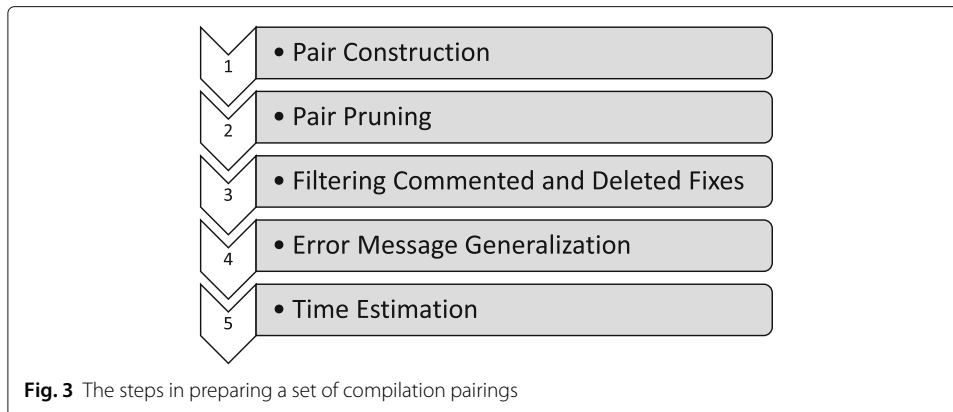 1 • Pair Construction
2 • Pair Pruning
3 • Filtering Commented and Deleted Fixes
4 • Error Message Generalization
5 • Time Estimation
Fig. 3 The steps in preparing a set of compilation pairings